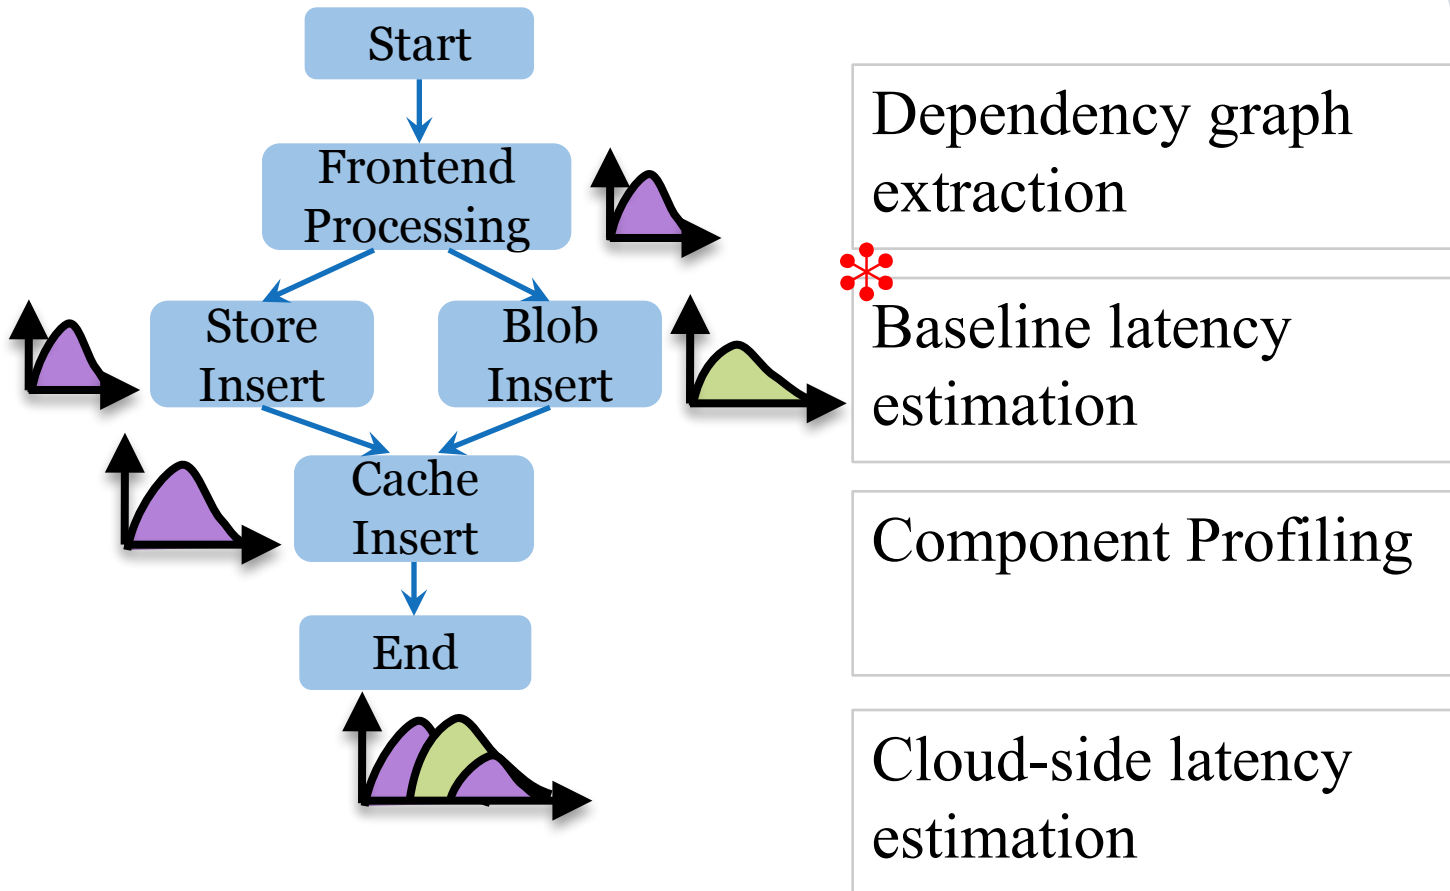 Start
Frontend
Processing
Store
Insert
Blob
Insert
Cache
Insert
End
Dependency graph
extraction
Baseline latency
estimation
Component Profiling
Cloud-side latency
estimation